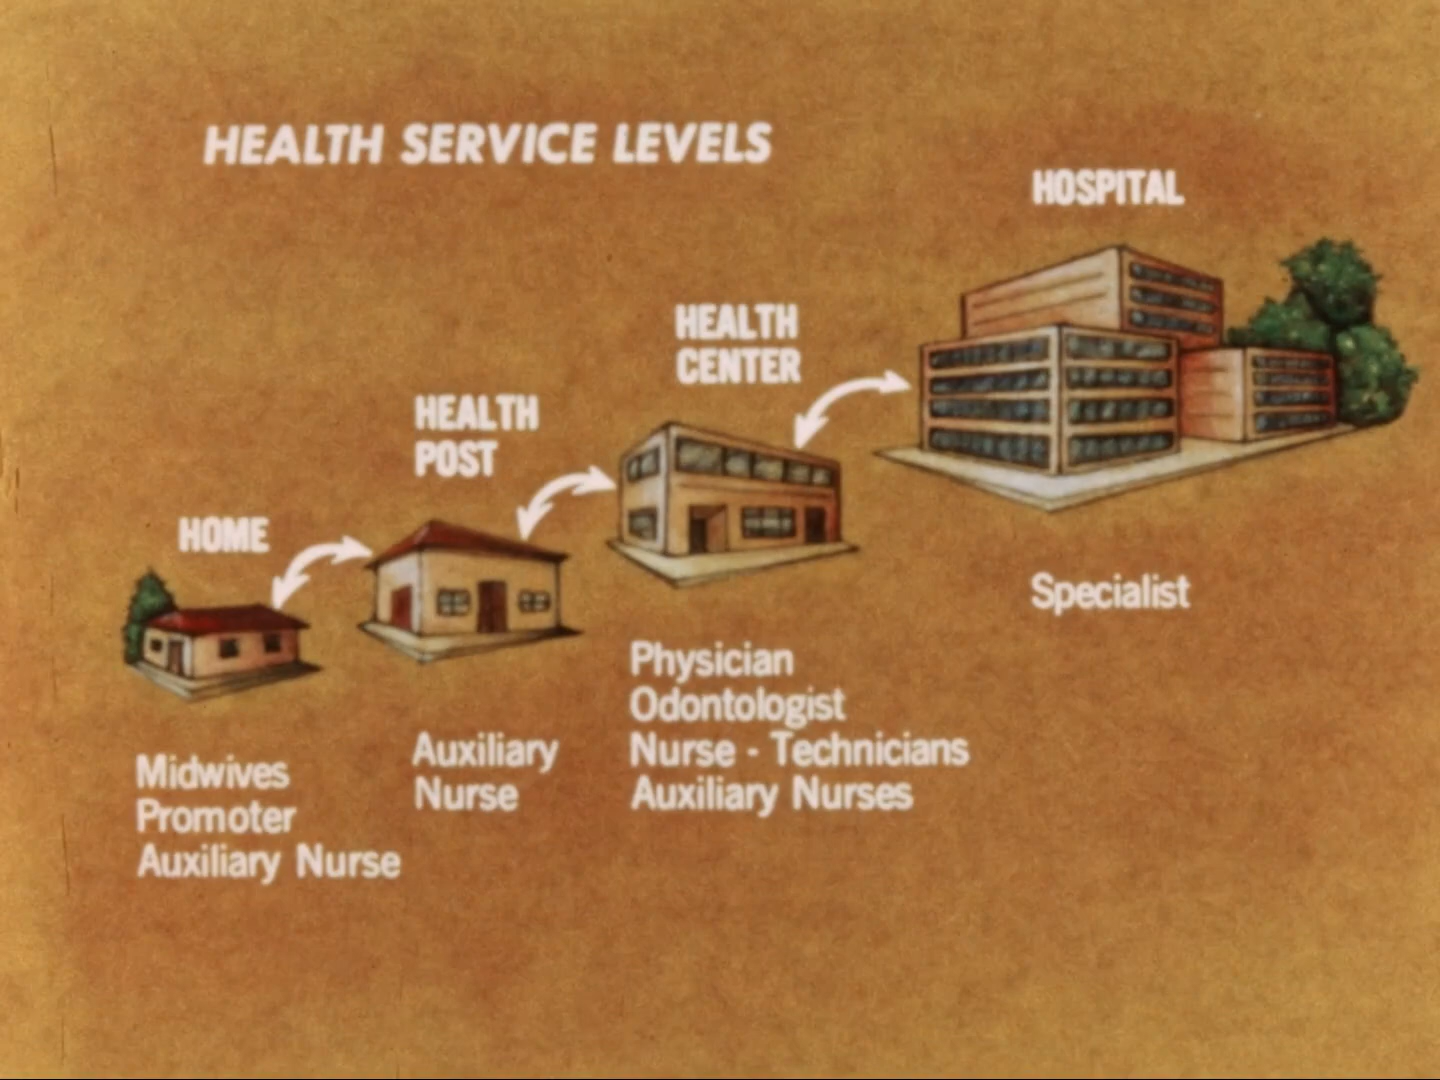 HEALTH SERVICE LEVELS
HOSPITAL
HEALTH
CENTER
HEALTH
POST
HOME
Specialist
Physician
Odontologist
Nurse - Technicians
Auxiliary Nurses
Auxiliary
Nurse
Midwives
Promoter
Auxiliary Nurse